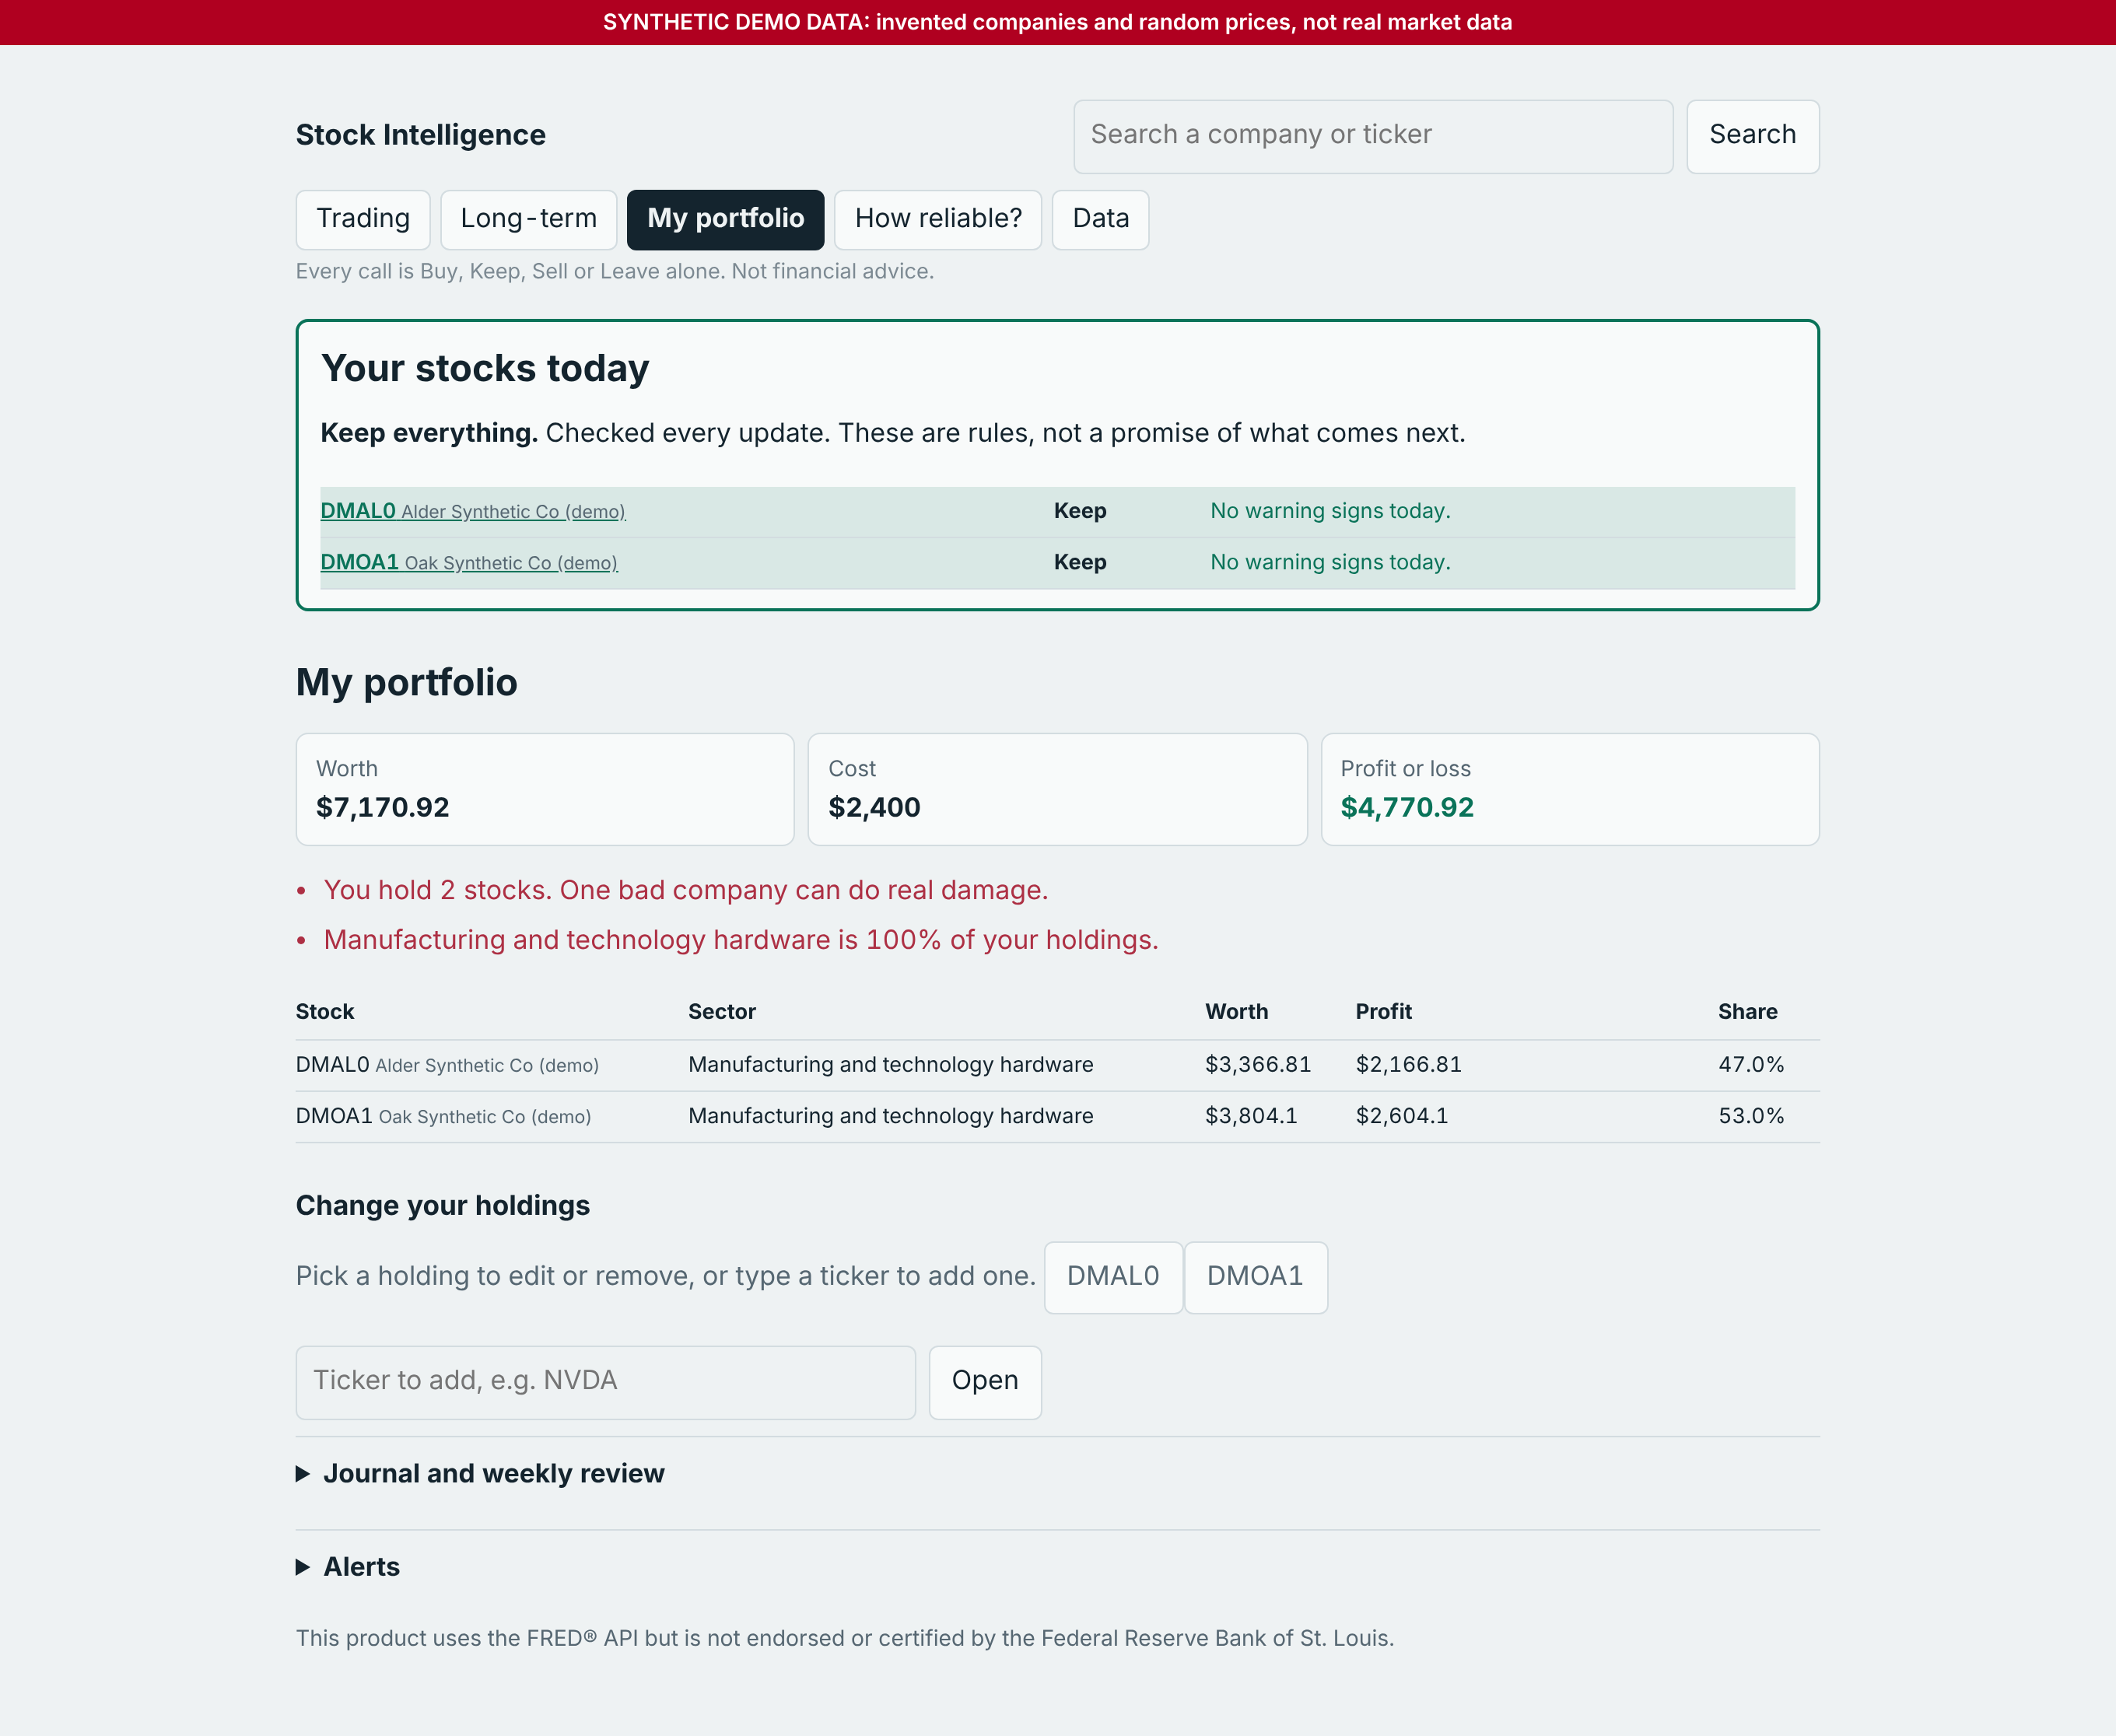 SYNTHETIC DEMO DATA: invented companies and random prices, not real market data
Stock Intelligence
Search a company or ticker
Search
Trading
Long-term
My portfolio
How reliable?
Data
Every call is Buy, Keep, Sell or Leave alone. Not financial advice.
Your stocks today
Keep everything. Checked every update. These are rules, not a promise of what comes next.
DMAL0 Alder Synthetic Co (demo) Keep No warning signs today.
DMOA1 Oak Synthetic Co (demo) Keep No warning signs today.
My portfolio
Worth
$7,170.92
Cost
$2,400
Profit or loss
$4,770.92
• You hold 2 stocks. One bad company can do real damage.
• Manufacturing and technology hardware is 100% of your holdings.
Stock Sector Worth Profit Share
DMAL0 Alder Synthetic Co (demo) Manufacturing and technology hardware $3,366.81 $2,166.81 47.0%
DMOA1 Oak Synthetic Co (demo) Manufacturing and technology hardware $3,804.1 $2,604.1 53.0%
Change your holdings
Pick a holding to edit or remove, or type a ticker to add one. DMAL0 DMOA1
Ticker to add, e.g. NVDA
Open
Journal and weekly review
Alerts
This product uses the FRED® API but is not endorsed or certified by the Federal Reserve Bank of St. Louis.